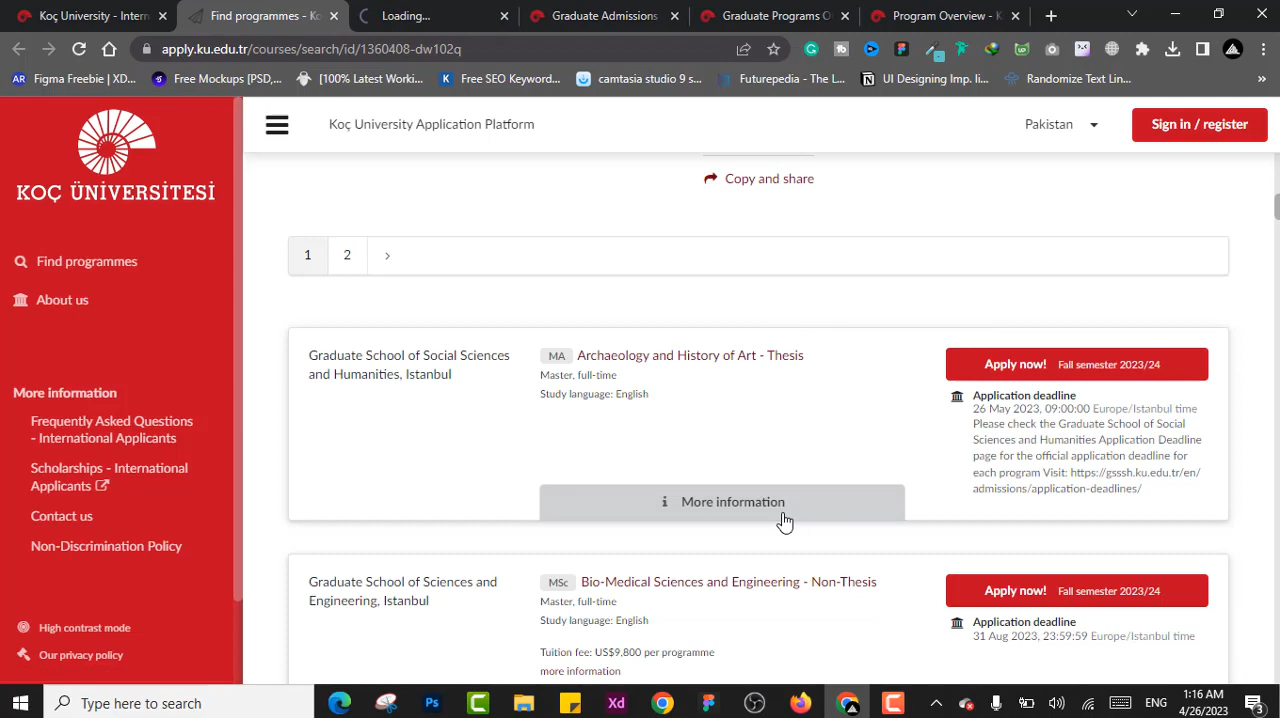 Koç University - Intern
Find programmes - Ko
Loading...
Graduate Admissions
Graduate Programs O
Program Overview - K
apply.ku.edu.tr/courses/search/id/1360408-dw102q
AR Figma Freebie | XD...
Free Mockups [PSD,...
[100% Latest Worki...
K Free SEO Keyword...
camtasia studio 9 s...
Futurepedia - The L...
UI Designing Imp. li...
Randomize Text Lin...
»
KOÇ ÜNİVERSİTESİ
Find programmes
About us
More information
Frequently Asked Questions
- International Applicants
Scholarships - International
Applicants
Contact us
Non-Discrimination Policy
High contrast mode
Our privacy policy
Koç University Application Platform
Pakistan
Sign in / register
Copy and share
1 2 ›
Graduate School of Social Sciences
and Humanities, Istanbul
MA Archaeology and History of Art - Thesis
Master, full-time
Study language: English
More information
Apply now! Fall semester 2023/24
Application deadline
26 May 2023, 09:00:00 Europe/Istanbul time
Please check the Graduate School of Social
Sciences and Humanities Application Deadline
page for the official application deadline for
each program Visit: https://gsssh.ku.edu.tr/en/
admissions/application-deadlines/
Graduate School of Sciences and
Engineering, Istanbul
MSc Bio-Medical Sciences and Engineering - Non-Thesis
Master, full-time
Study language: English
Tuition fee: US$9,800 per programme
more information
Apply now! Fall semester 2023/24
Application deadline
31 Aug 2023, 23:59:59 Europe/Istanbul time
Type here to search
Ps
Xd
ENG
1:16 AM
4/26/2023
3